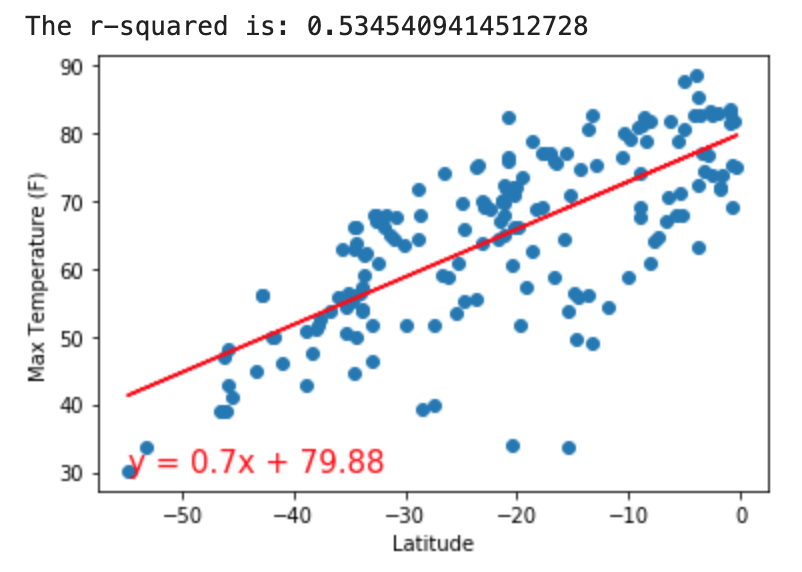 The r-squared is: 0.5345409414512728
90
80
70
60
50
40
30
Max Temperature (F)
y = 0.7x + 79.88
−50 −40 −30 −20 −10 0
Latitude